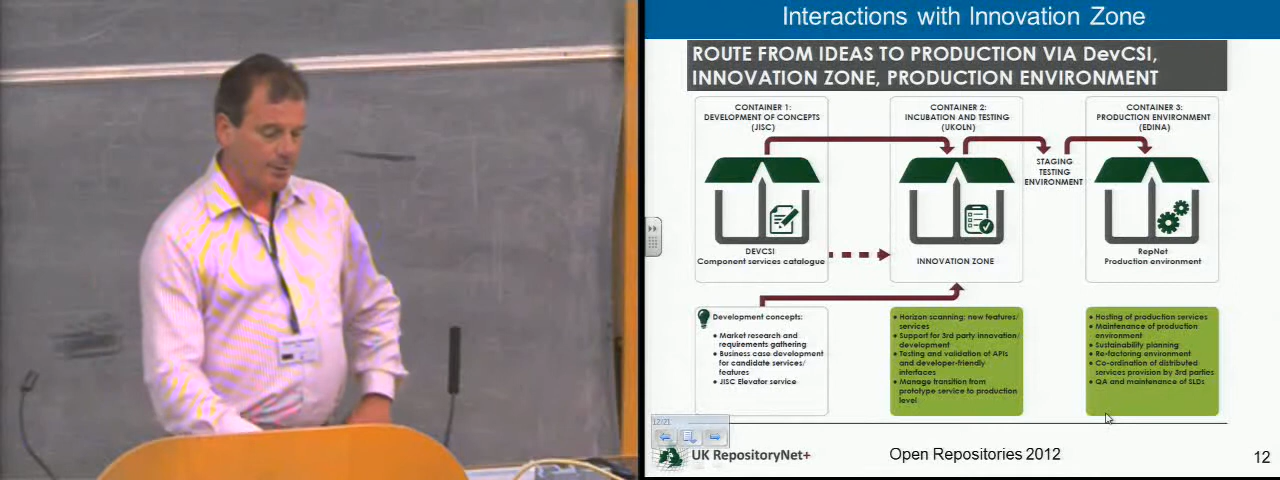 Interactions with Innovation Zone
ROUTE FROM IDEAS TO PRODUCTION VIA DevCSI,
INNOVATION ZONE, PRODUCTION ENVIRONMENT
CONTAINER 1:
DEVELOPMENT OF CONCEPTS
(JISC)
CONTAINER 2:
INCUBATION AND TESTING
(UKOLN)
CONTAINER 3:
PRODUCTION ENVIRONMENT
(EDINA)
STAGING
TESTING
ENVIRONMENT
DEVCSI
Component services catalogue
INNOVATION ZONE
RepNet
Production environment
Development concepts:
• Market research and
requirements gathering
• Business case development
for candidate services/
features
• JISC Elevator service
• Horizon scanning: new features/
services
• Support for 3rd party innovation/
development
• Testing and validation of APIs
and developer-friendly
interfaces
• Manage transition from
prototype service to production
level
• Hosting of production services
• Maintenance of production
environment
• Sustainability planning
• Re-factoring environment
• Co-ordination of distributed
services provision by 3rd parties
• QA and maintenance of SLDs
12/21
UK RepositoryNet+
Open Repositories 2012
12